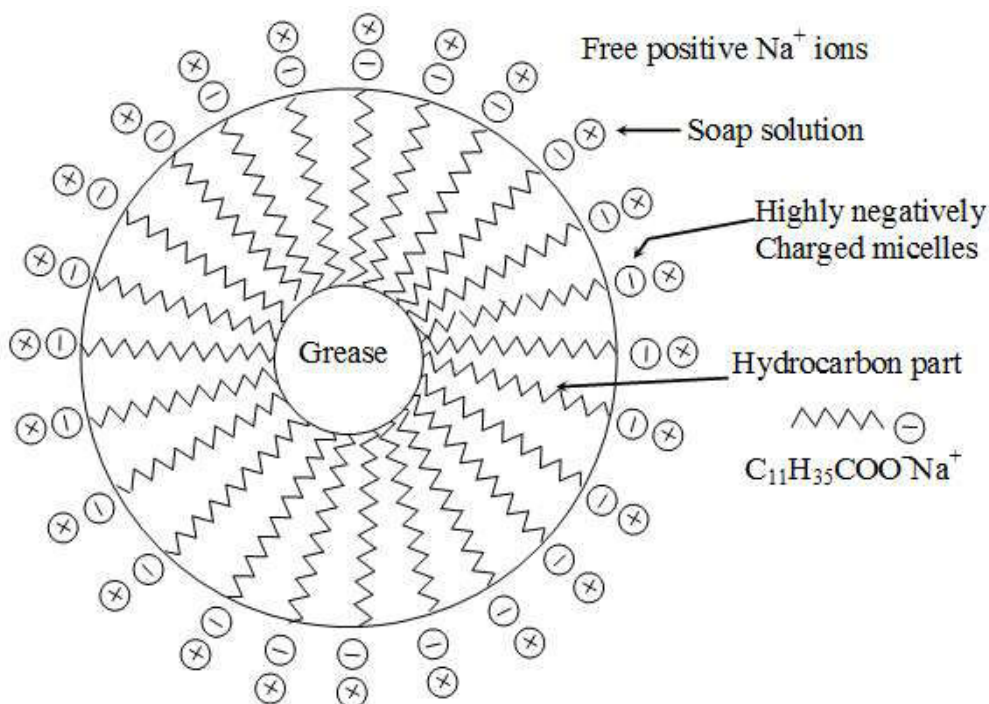 Free positive Na⁺ ions
Soap solution
Highly negatively
Charged micelles
Grease
Hydrocarbon part
C₁₁H₃₅COO⁻Na⁺